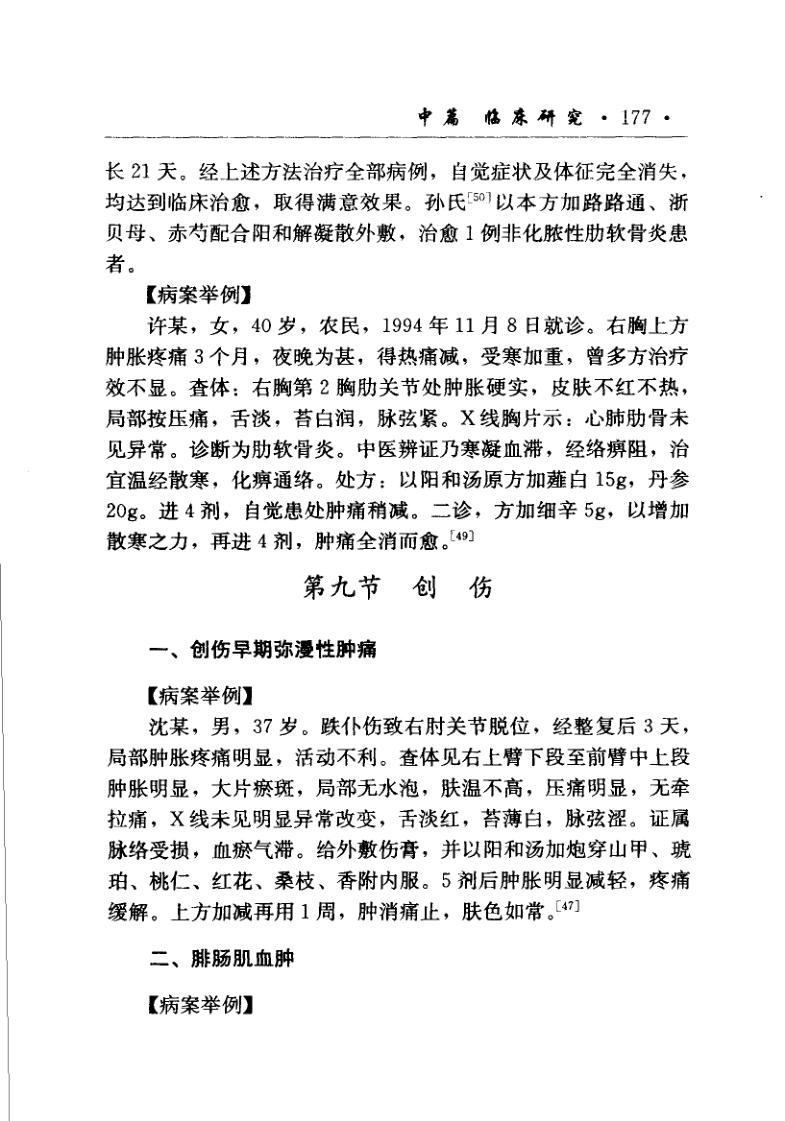 中篇 临床研究 · 177 ·
长 21 天。经上述方法治疗全部病例，自觉症状及体征完全消失，
均达到临床治愈，取得满意效果。孙氏[50]以本方加路路通、浙
贝母、赤芍配合阳和解凝散外敷，治愈 1 例非化脓性肋软骨炎患
者。
【病案举例】
许某，女，40 岁，农民，1994 年 11 月 8 日就诊。右胸上方
肿胀疼痛 3 个月，夜晚为甚，得热痛减，受寒加重，曾多方治疗
效不显。查体：右胸第 2 胸肋关节处肿胀硬实，皮肤不红不热，
局部按压痛，舌淡，苔白润，脉弦紧。X 线胸片示：心肺肋骨未
见异常。诊断为肋软骨炎。中医辨证乃寒凝血滞，经络痹阻，治
宜温经散寒，化痹通络。处方：以阳和汤原方加薤白 15g，丹参
20g。进 4 剂，自觉患处肿痛稍减。二诊，方加细辛 5g，以增加
散寒之力，再进 4 剂，肿痛全消而愈。[49]
第九节 创 伤
一、创伤早期弥漫性肿痛
【病案举例】
沈某，男，37 岁。跌仆伤致右肘关节脱位，经整复后 3 天，
局部肿胀疼痛明显，活动不利。查体见右上臂下段至前臂中上段
肿胀明显，大片瘀斑，局部无水泡，肤温不高，压痛明显，无牵
拉痛，X 线未见明显异常改变，舌淡红，苔薄白，脉弦涩。证属
脉络受损，血瘀气滞。给外敷伤膏，并以阳和汤加炮穿山甲、琥
珀、桃仁、红花、桑枝、香附内服。5 剂后肿胀明显减轻，疼痛
缓解。上方加减再用 1 周，肿消痛止，肤色如常。[47]
二、腓肠肌血肿
【病案举例】